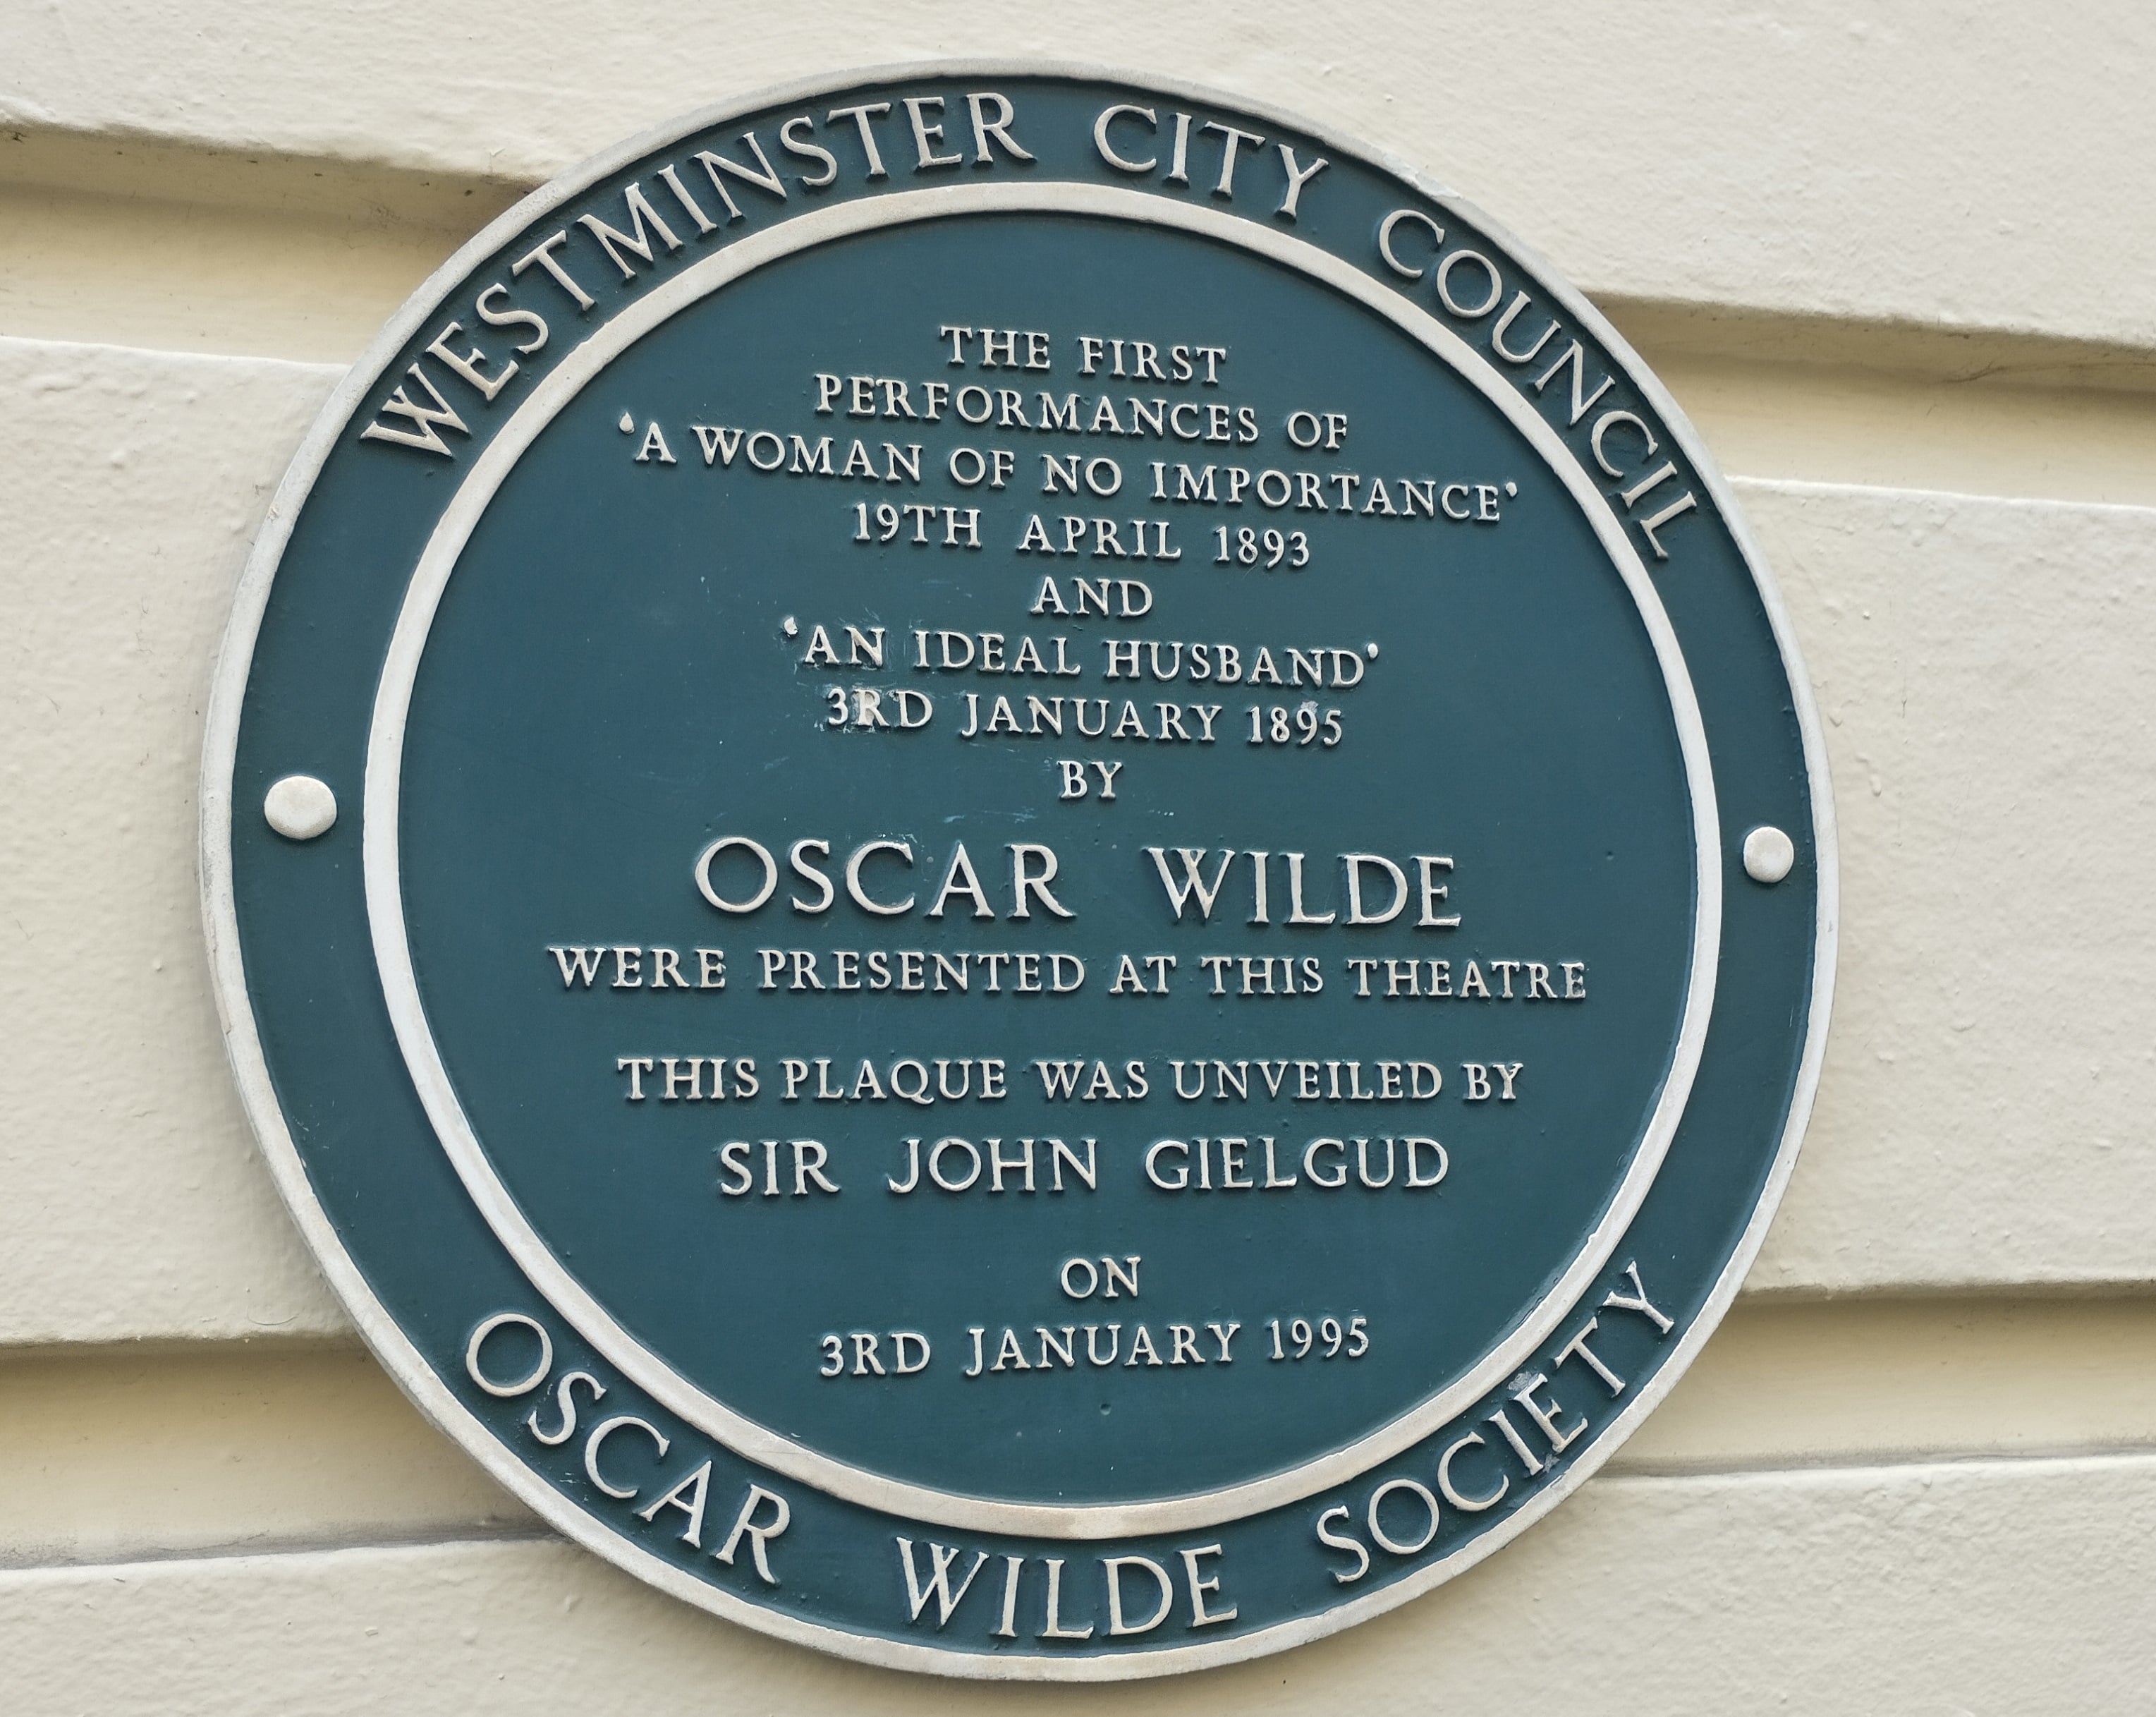 WESTMINSTER CITY COUNCIL
THE FIRST
PERFORMANCES OF
'A WOMAN OF NO IMPORTANCE'
19TH APRIL 1893
AND
'AN IDEAL HUSBAND'
3RD JANUARY 1895
BY
OSCAR WILDE
WERE PRESENTED AT THIS THEATRE
THIS PLAQUE WAS UNVEILED BY
SIR JOHN GIELGUD
ON
3RD JANUARY 1995
OSCAR WILDE SOCIETY